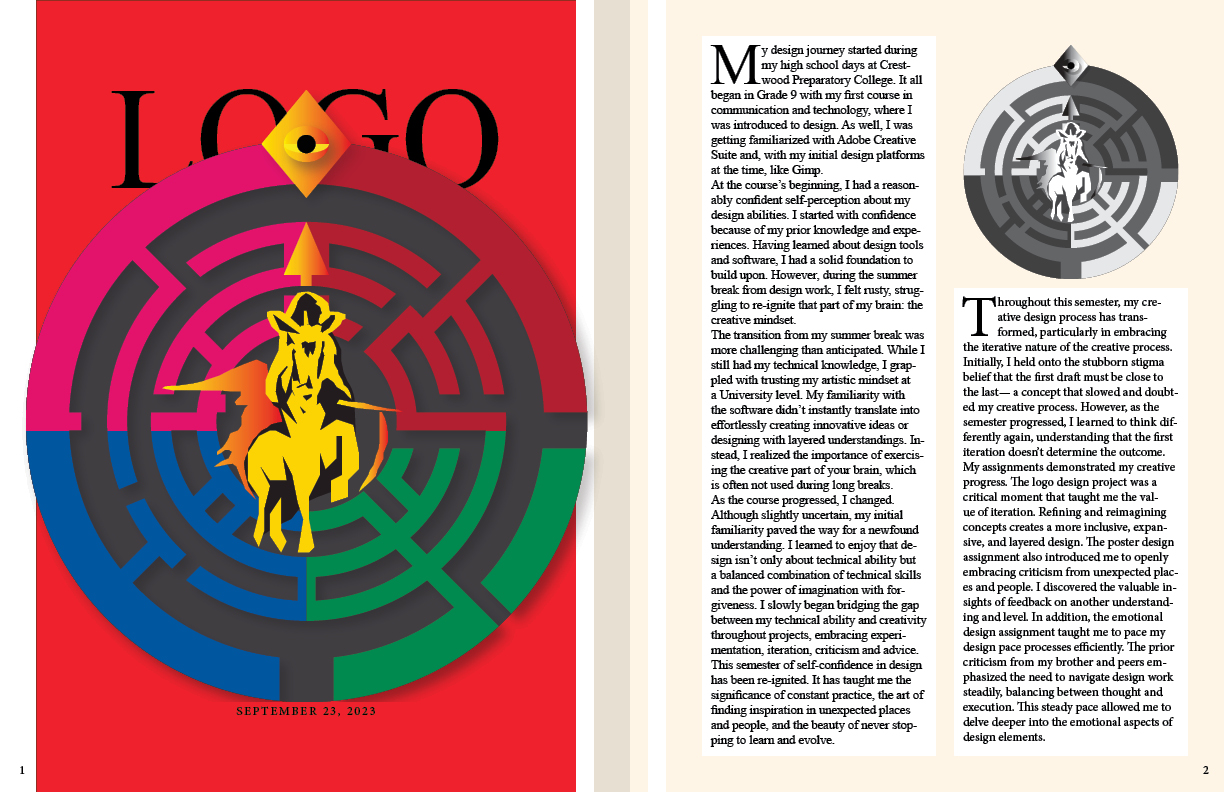 LOGO
SEPTEMBER 23, 2023
1
My design journey started during
my high school days at Crest-
wood Preparatory College. It all
began in Grade 9 with my first course in
communication and technology, where I
was introduced to design. As well, I was
getting familiarized with Adobe Creative
Suite and, with my initial design platforms
at the time, like Gimp.
At the course's beginning, I had a reason-
ably confident self-perception about my
design abilities. I started with confidence
because of my prior knowledge and expe-
riences. Having learned about design tools
and software, I had a solid foundation to
build upon. However, during the summer
break from design work, I felt rusty, strug-
gling to re-ignite that part of my brain: the
creative mindset.
The transition from my summer break was
more challenging than anticipated. While I
still had my technical knowledge, I grap-
pled with trusting my artistic mindset at
a University level. My familiarity with
the software didn't instantly translate into
effortlessly creating innovative ideas or
designing with layered understandings. In-
stead, I realized the importance of exercis-
ing the creative part of your brain, which
is often not used during long breaks.
As the course progressed, I changed.
Although slightly uncertain, my initial
familiarity paved the way for a newfound
understanding. I learned to enjoy that de-
sign isn't only about technical ability but
a balanced combination of technical skills
and the power of imagination with for-
giveness. I slowly began bridging the gap
between my technical ability and creativity
throughout projects, embracing experi-
mentation, iteration, criticism and advice.
This semester of self-confidence in design
has been re-ignited. It has taught me the
significance of constant practice, the art of
finding inspiration in unexpected places
and people, and the beauty of never stop-
ping to learn and evolve.
Throughout this semester, my cre-
ative design process has trans-
formed, particularly in embracing
the iterative nature of the creative process.
Initially, I held onto the stubborn stigma
belief that the first draft must be close to
the last— a concept that slowed and doubt-
ed my creative process. However, as the
semester progressed, I learned to think dif-
ferently again, understanding that the first
iteration doesn't determine the outcome.
My assignments demonstrated my creative
progress. The logo design project was a
critical moment that taught me the val-
ue of iteration. Refining and reimagining
concepts creates a more inclusive, expan-
sive, and layered design. The poster design
assignment also introduced me to openly
embracing criticism from unexpected plac-
es and people. I discovered the valuable in-
sights of feedback on another understand-
ing and level. In addition, the emotional
design assignment taught me to pace my
design pace processes efficiently. The prior
criticism from my brother and peers em-
phasized the need to navigate design work
steadily, balancing between thought and
execution. This steady pace allowed me to
delve deeper into the emotional aspects of
design elements.
2